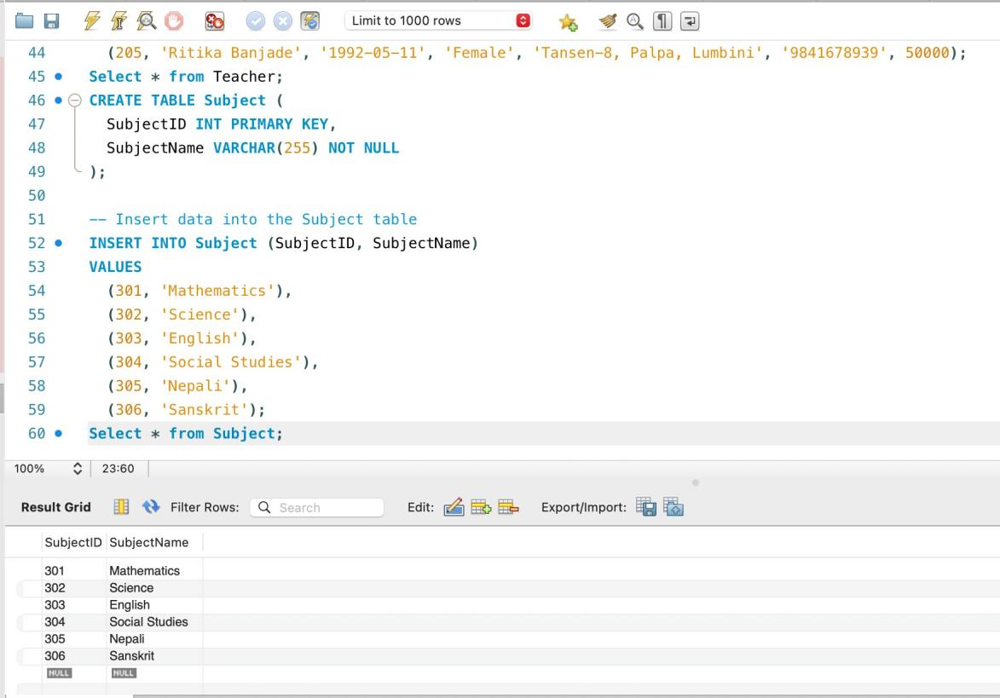 Limit to 1000 rows
44 (205, 'Ritika Banjade', '1992-05-11', 'Female', 'Tansen-8, Palpa, Lumbini', '9841678939', 50000);
45 Select * from Teacher;
46 CREATE TABLE Subject (
47 SubjectID INT PRIMARY KEY,
48 SubjectName VARCHAR(255) NOT NULL
49 );
50
51 -- Insert data into the Subject table
52 INSERT INTO Subject (SubjectID, SubjectName)
53 VALUES
54 (301, 'Mathematics'),
55 (302, 'Science'),
56 (303, 'English'),
57 (304, 'Social Studies'),
58 (305, 'Nepali'),
59 (306, 'Sanskrit');
60 Select * from Subject;
100% 23:60
Result Grid Filter Rows: Search Edit: Export/Import:
SubjectID SubjectName
301 Mathematics
302 Science
303 English
304 Social Studies
305 Nepali
306 Sanskrit
NULL NULL